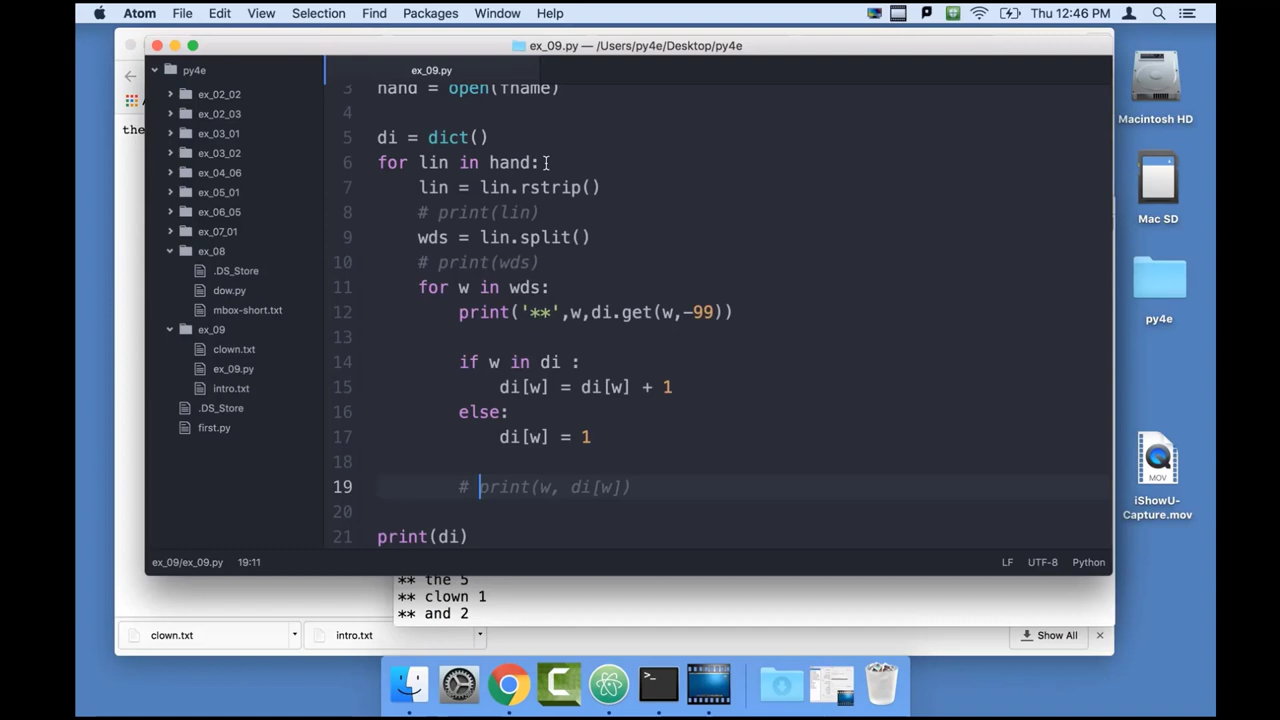 Atom File Edit View Selection Find Packages Window Help Thu 12:46 PM
ex_09.py — /Users/py4e/Desktop/py4e
py4e
ex_02_02
ex_02_03
ex_03_01
ex_03_02
ex_04_06
ex_05_01
ex_06_05
ex_07_01
ex_08
.DS_Store
dow.py
mbox-short.txt
ex_09
clown.txt
ex_09.py
intro.txt
.DS_Store
first.py
ex_09.py
3 hand = open(fname)
4
5 di = dict()
6 for lin in hand:
7 lin = lin.rstrip()
8 # print(lin)
9 wds = lin.split()
10 # print(wds)
11 for w in wds:
12 print('**',w,di.get(w,-99))
13
14 if w in di :
15 di[w] = di[w] + 1
16 else:
17 di[w] = 1
18
19 # print(w, di[w])
20
21 print(di)
ex_09/ex_09.py 19:11 LF UTF-8 Python
the
** the 5
** clown 1
** and 2
clown.txt intro.txt Show All
Macintosh HD
Mac SD
py4e
MOV
iShowU-
Capture.mov